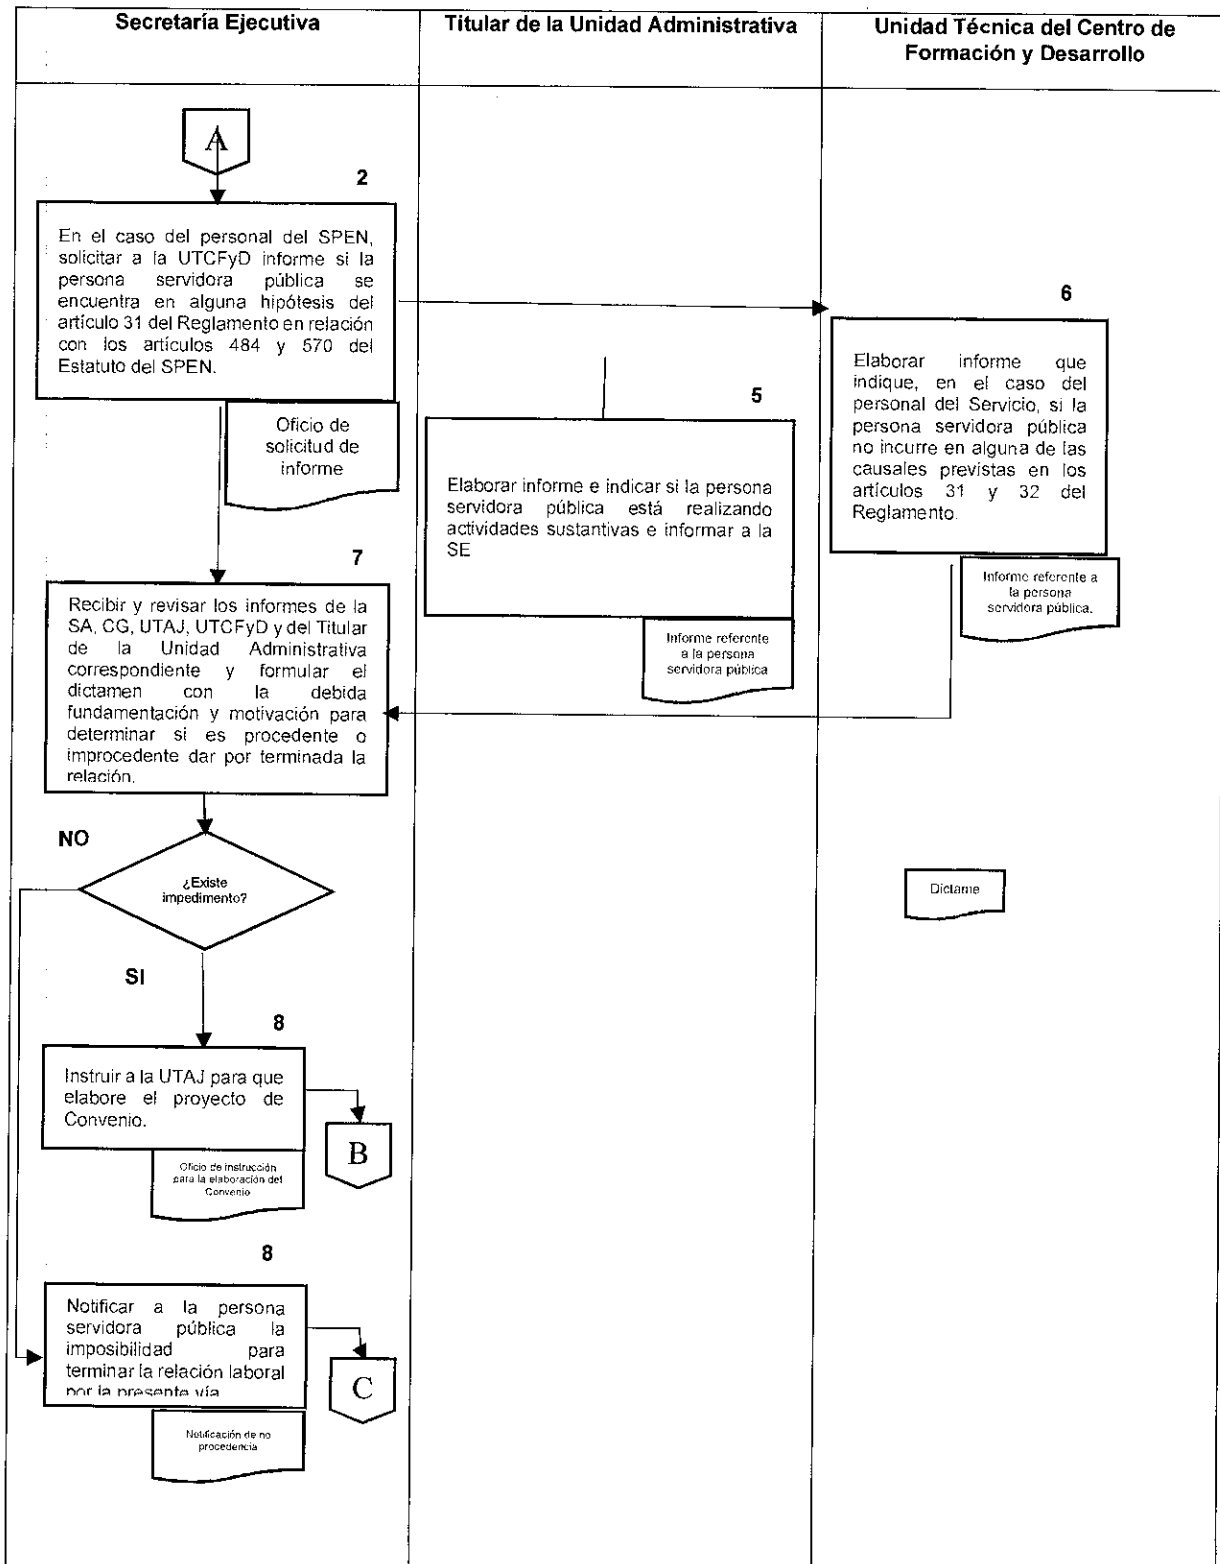 Secretaría Ejecutiva
Titular de la Unidad Administrativa
Unidad Técnica del Centro de
Formación y Desarrollo
A
2
En el caso del personal del SPEN,
solicitar a la UTCFyD informe si la
persona servidora pública se
encuentra en alguna hipótesis del
artículo 31 del Reglamento en relación
con los artículos 484 y 570 del
Estatuto del SPEN.
Oficio de
solicitud de
informe
5
Elaborar informe e indicar si la persona
servidora pública está realizando
actividades sustantivas e informar a la
SE
Informe referente
a la persona
servidora pública
6
Elaborar informe que
indique, en el caso del
personal del Servicio, si la
persona servidora pública
no incurre en alguna de las
causales previstas en los
artículos 31 y 32 del
Reglamento.
Informe referente a
la persona
servidora pública.
7
Recibir y revisar los informes de la
SA, CG, UTAJ, UTCFyD y del Titular
de la Unidad Administrativa
correspondiente y formular el
dictamen con la debida
fundamentación y motivación para
determinar si es procedente o
improcedente dar por terminada la
relación.
NO
¿Existe
impedimento?
Dictame
SI
8
Instruir a la UTAJ para que
elabore el proyecto de
Convenio.
B
Oficio de instrucción
para la elaboración del
Convenio
8
Notificar a la persona
servidora pública la
imposibilidad para
terminar la relación laboral
por la presente vía
C
Notificación de no
procedencia